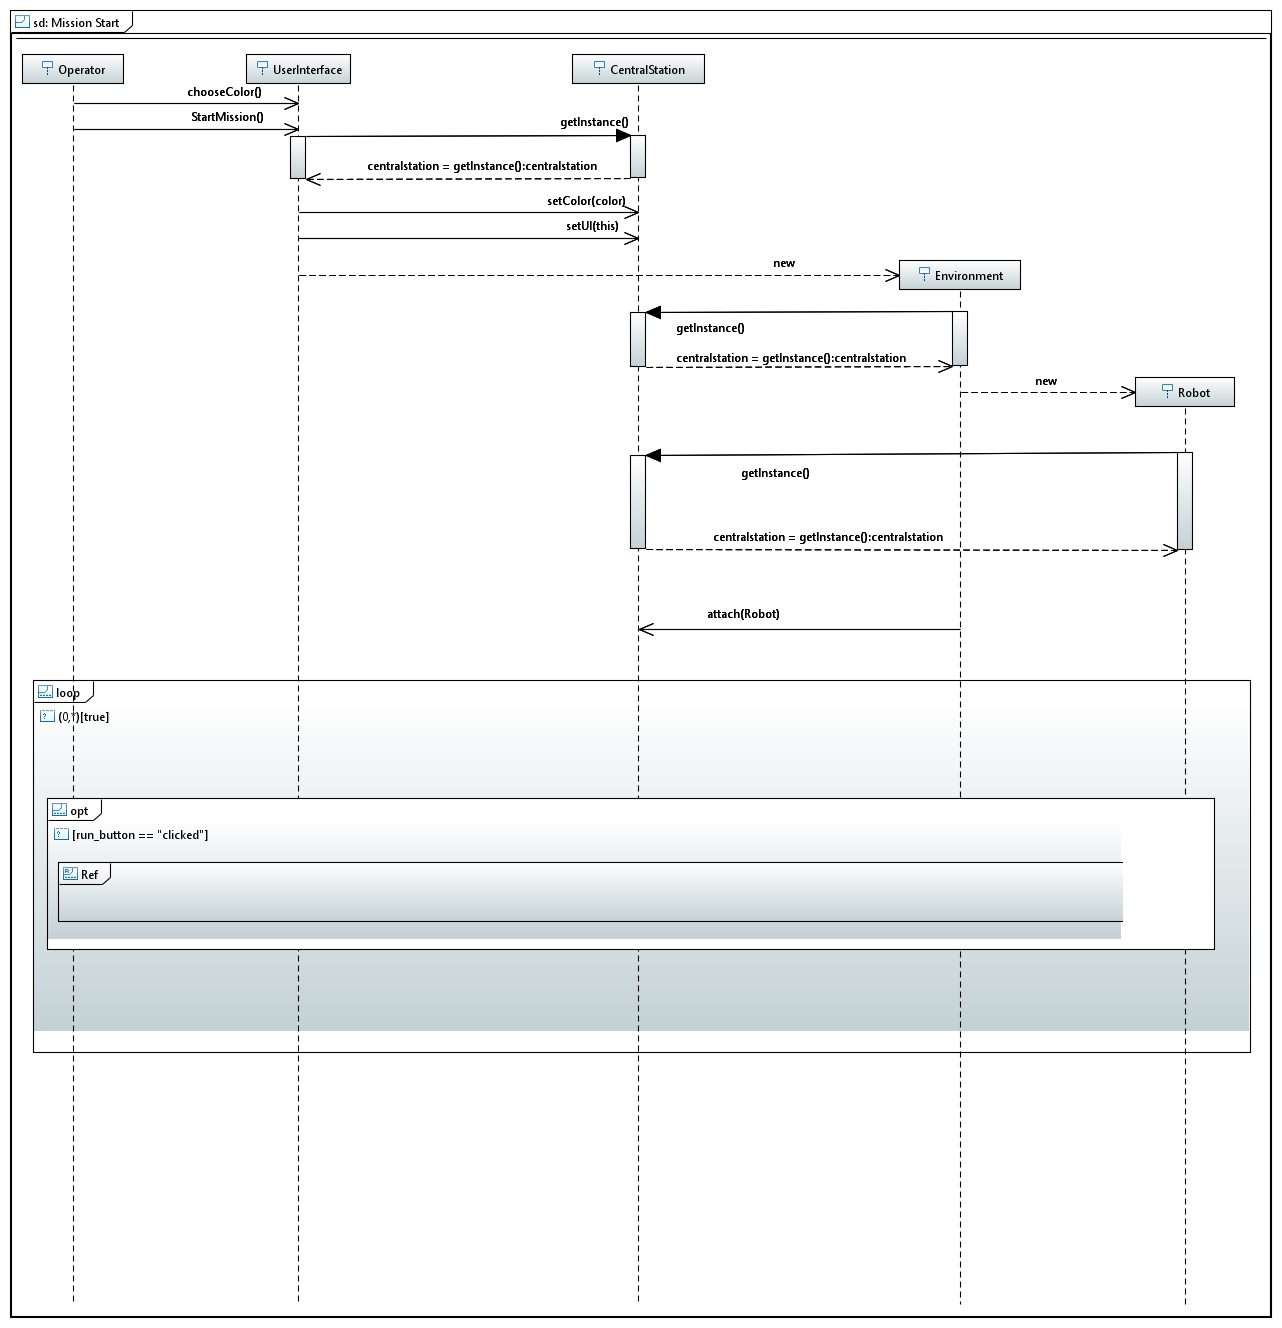 sd: Mission Start
Operator
UserInterface
CentralStation
chooseColor()
StartMission()
getInstance()
centralstation = getInstance():centralstation
setColor(color)
setUI(this)
new
Environment
getInstance()
centralstation = getInstance():centralstation
new
Robot
getInstance()
centralstation = getInstance():centralstation
attach(Robot)
loop
(0,*)[true]
opt
[run_button == "clicked"]
Ref